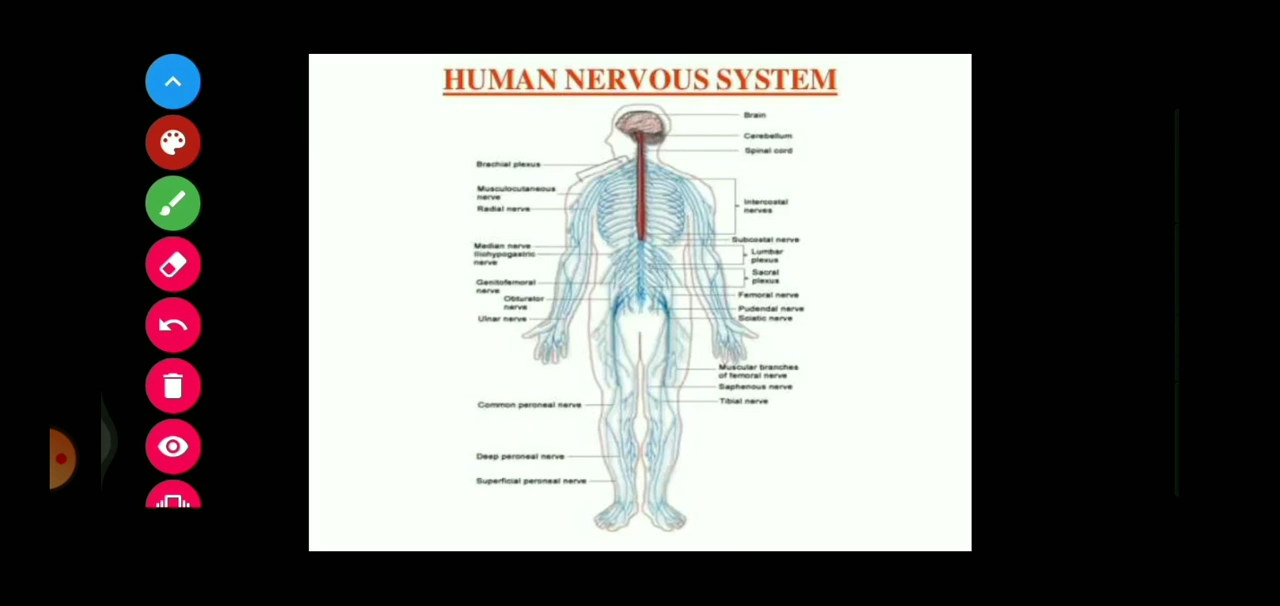 HUMAN NERVOUS SYSTEM
Brain
Cerebellum
Spinal cord
Brachial plexus
Musculocutaneous
nerve
Radial nerve
Intercostal
nerves
Median nerve
Iliohypogastric
nerve
Subcostal nerve
Lumbar
plexus
Sacral
plexus
Genitofemoral
nerve
Obturator
nerve
Ulnar nerve
Femoral nerve
Pudendal nerve
Sciatic nerve
Muscular branches
of femoral nerve
Saphenous nerve
Tibial nerve
Common peroneal nerve
Deep peroneal nerve
Superficial peroneal nerve